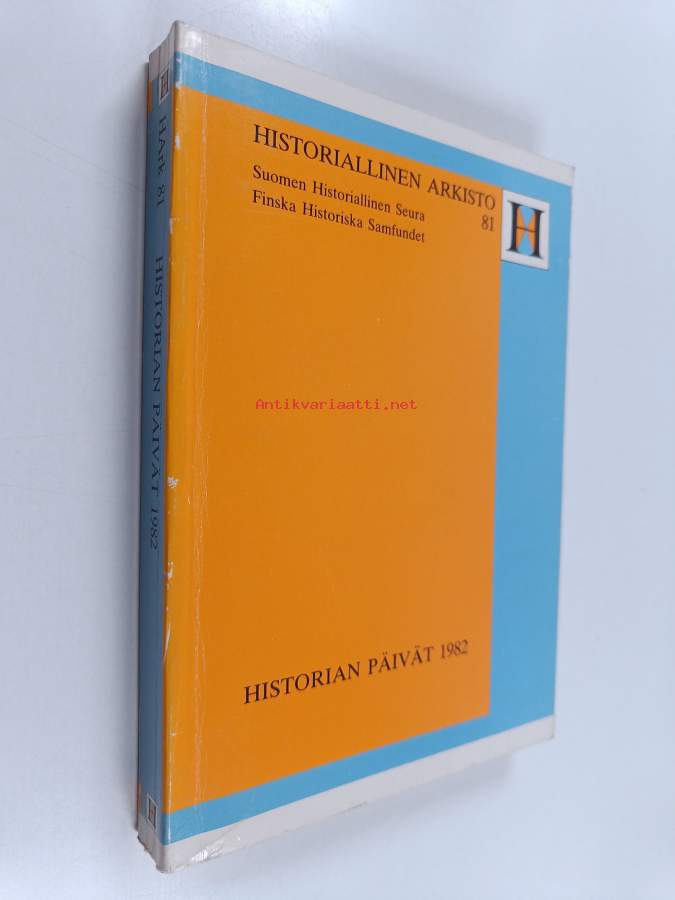 HISTORIALLINEN ARKISTO
81
Suomen Historiallinen Seura
Finska Historiska Samfundet
H
Antikvariaatti.net
HISTORIAN PÄIVÄT 1982
H
HArk 81
HISTORIAN PÄIVÄT 1982
H